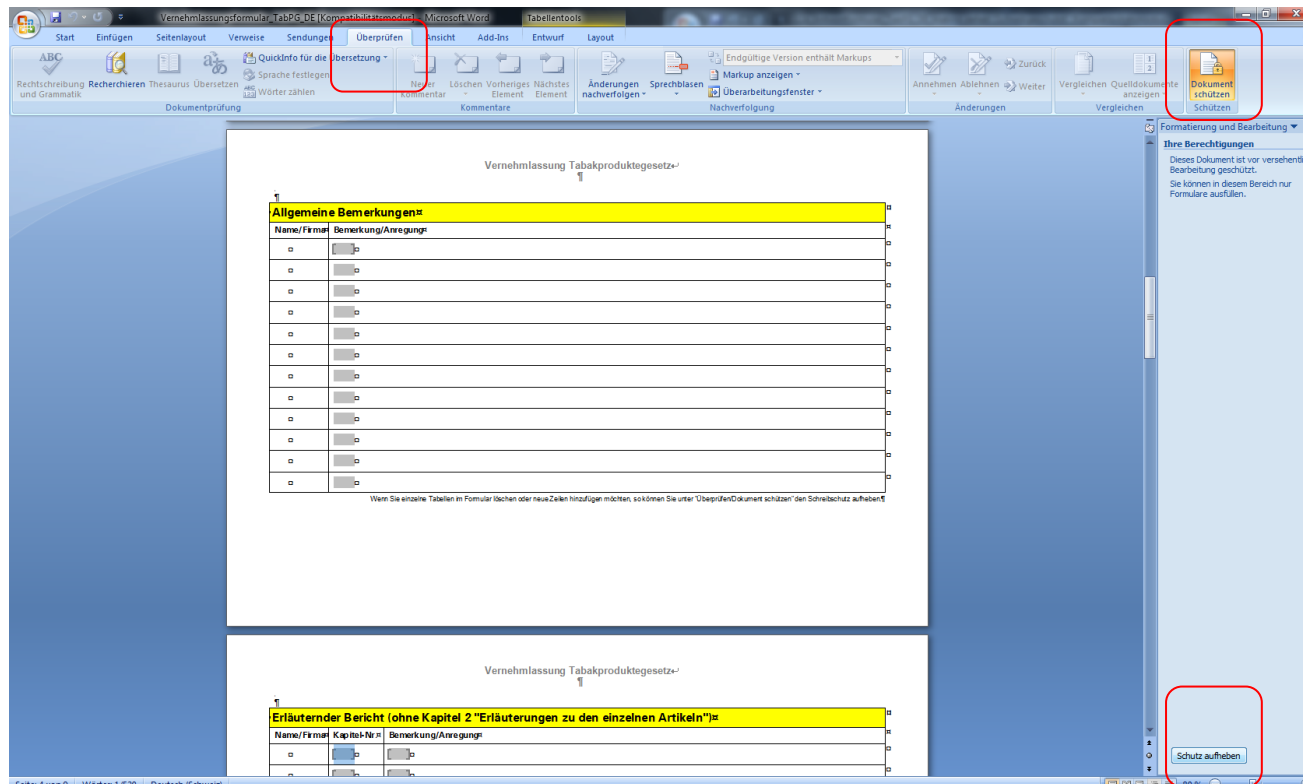 Vernehmlassungsformular_TabPG_DE [Kompatibilitätsmodus] - Microsoft Word
Tabellentools
Start Einfügen Seitenlayout Verweise Sendungen Überprüfen Ansicht Add-Ins Entwurf Layout
Rechtschreibung und Grammatik
Recherchieren
Thesaurus
Übersetzen
QuickInfo für die Übersetzung
Sprache festlegen
Wörter zählen
Dokumentprüfung
Neuer Kommentar
Löschen
Vorheriges Element
Nächstes Element
Kommentare
Änderungen nachverfolgen
Sprechblasen
Endgültige Version enthält Markups
Markup anzeigen
Überarbeitungsfenster
Nachverfolgung
Annehmen
Ablehnen
Zurück
Weiter
Änderungen
Vergleichen
Quelldokumente anzeigen
Vergleichen
Dokument schützen
Schützen
Formatierung und Bearbeitung
Ihre Berechtigungen
Dieses Dokument ist vor
Bearbeitung geschützt.
Sie können in diesem Bereich nur
Formulare ausfüllen.
Vernehmlassung Tabakproduktegesetz
Allgemeine Bemerkungen
Name/Firma Bemerkung/Anregung
Wenn Sie einzelne Tabellen im Formular löschen oder neue Zeilen hinzufügen möchten, so können Sie unter "Überprüfen/Dokument schützen" den Schreibschutz aufheben
Vernehmlassung Tabakproduktegesetz
Erläuternder Bericht (ohne Kapitel 2 "Erläuterungen zu den einzelnen Artikeln")
Name/Firma Kapitel-Nr. Bemerkung/Anregung
Schutz aufheben